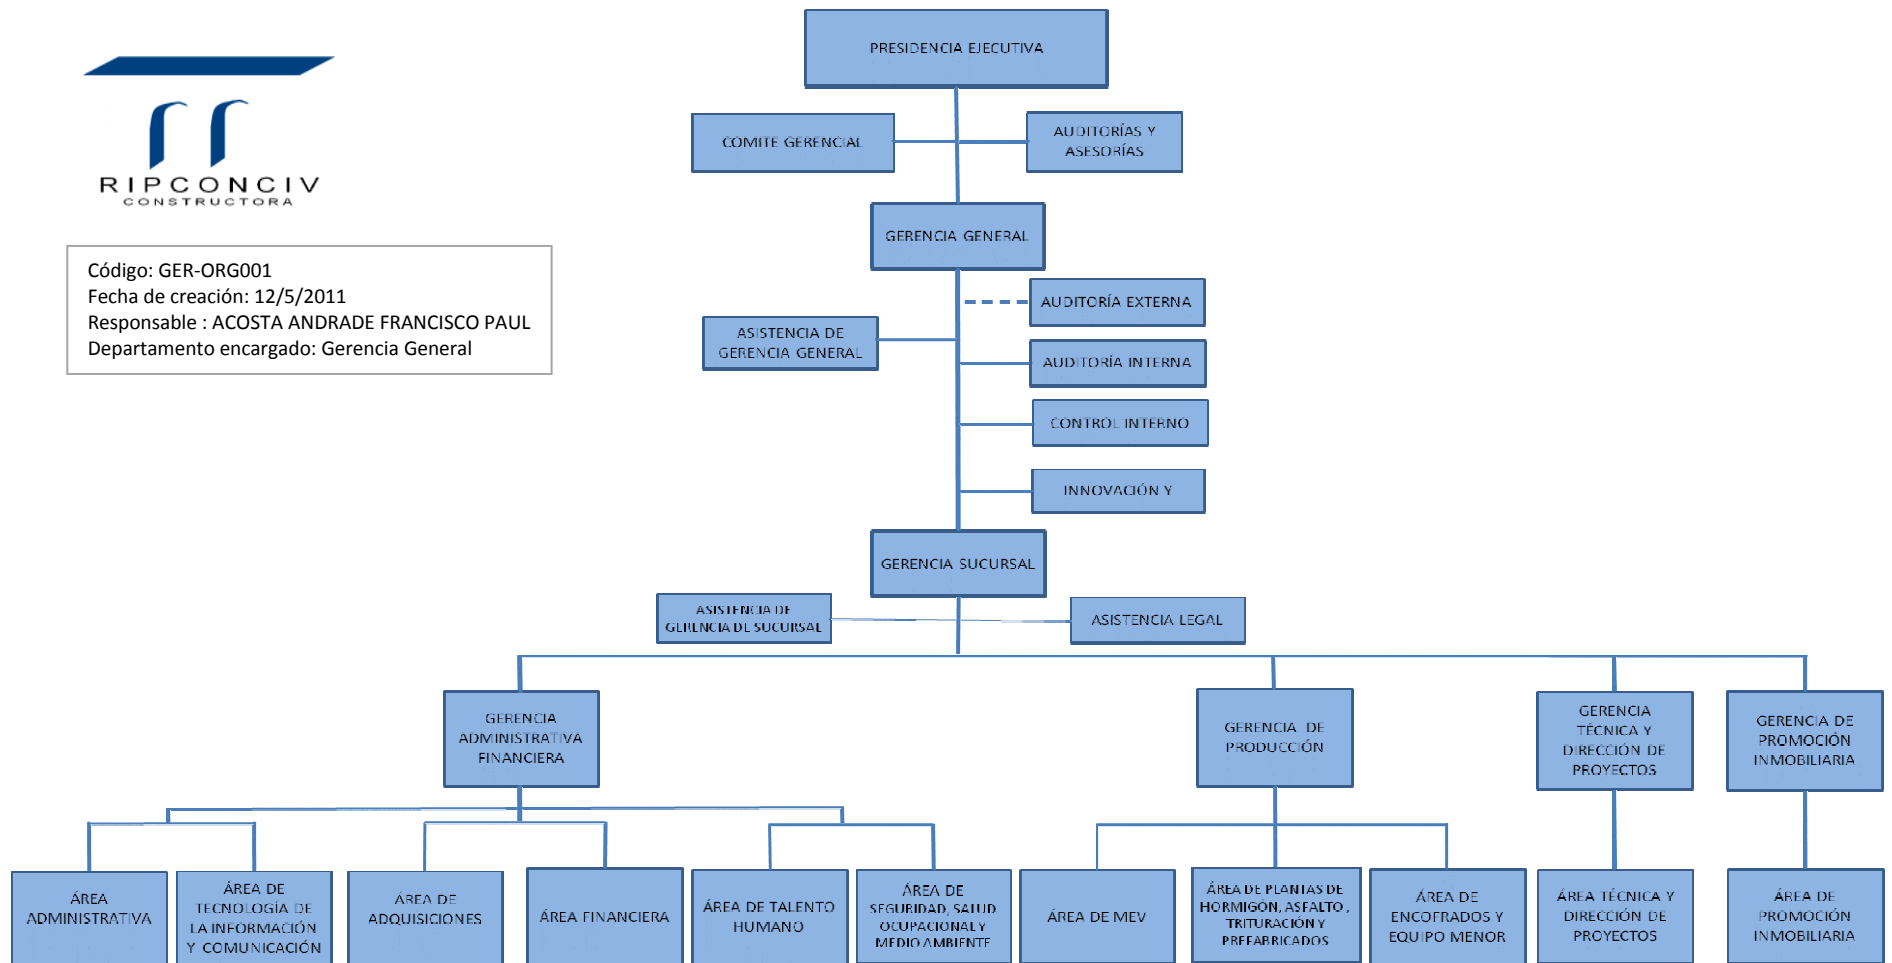 PRESIDENCIA EJECUTIVA
RIPCONCIV
CONSTRUCTORA
COMITE GERENCIAL
AUDITORÍAS Y
ASESORÍAS
GERENCIA GENERAL
Código: GER-ORG001
Fecha de creación: 12/5/2011
Responsable : ACOSTA ANDRADE FRANCISCO PAUL
Departamento encargado: Gerencia General
AUDITORÍA EXTERNA
ASISTENCIA DE
GERENCIA GENERAL
AUDITORÍA INTERNA
CONTROL INTERNO
INNOVACIÓN Y
GERENCIA SUCURSAL
ASISTENCIA DE
GERENCIA DE SUCURSAL
ASISTENCIA LEGAL
GERENCIA
ADMINISTRATIVA
FINANCIERA
GERENCIA DE
PRODUCCIÓN
GERENCIA
TÉCNICA Y
DIRECCIÓN DE
PROYECTOS
GERENCIA DE
PROMOCIÓN
INMOBILIARIA
ÁREA
ADMINISTRATIVA
ÁREA DE
TECNOLOGÍA DE
LA INFORMACIÓN
Y COMUNICACIÓN
ÁREA DE
ADQUISICIONES
ÁREA FINANCIERA
ÁREA DE TALENTO
HUMANO
ÁREA DE
SEGURIDAD, SALUD
OCUPACIONAL Y
MEDIO AMBIENTE
ÁREA DE MEV
ÁREA DE PLANTAS DE
HORMIGÓN, ASFALTO ,
TRITURACIÓN Y
PREFABRICADOS
ÁREA DE
ENCOFRADOS Y
EQUIPO MENOR
ÁREA TÉCNICA Y
DIRECCIÓN DE
PROYECTOS
ÁREA DE
PROMOCIÓN
INMOBILIARIA